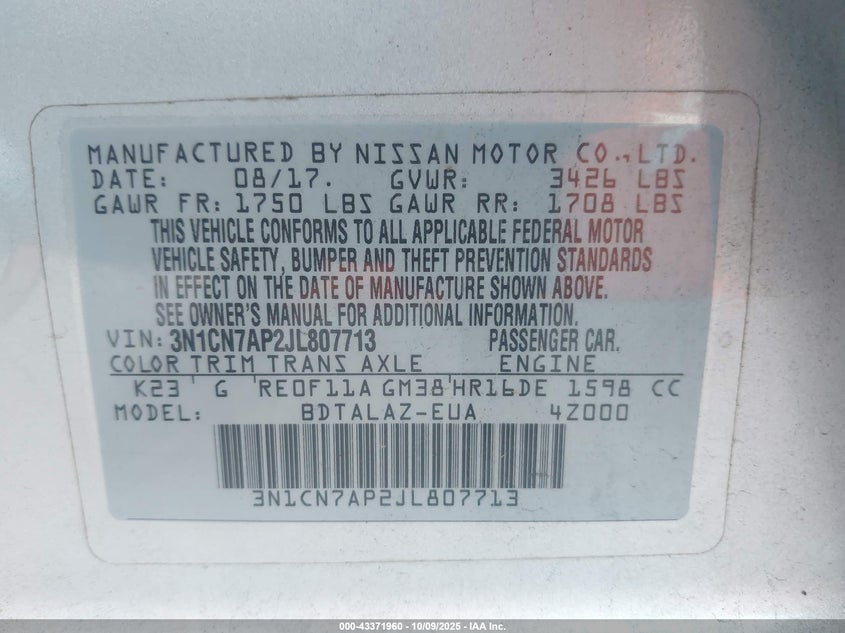 MANUFACTURED BY NISSAN MOTOR CO., LTD.
DATE: 08/17. GVWR: 3426 LBS
GAWR FR: 1750 LBS GAWR RR: 1708 LBS
THIS VEHICLE CONFORMS TO ALL APPLICABLE FEDERAL MOTOR
VEHICLE SAFETY, BUMPER AND THEFT PREVENTION STANDARDS
IN EFFECT ON THE DATE OF MANUFACTURE SHOWN ABOVE.
SEE OWNER'S MANUAL FOR ADDITIONAL INFORMATION.
VIN: 3N1CN7AP2JL807713 PASSENGER CAR.
COLOR TRIM TRANS AXLE ENGINE
K23 G RE0F11A GM38 HR16DE 1598 CC
MODEL: BDTALAZ-EUA 4Z000
3N1CN7AP2JL807713
000-43371960 - 10/09/2025 - IAA Inc.